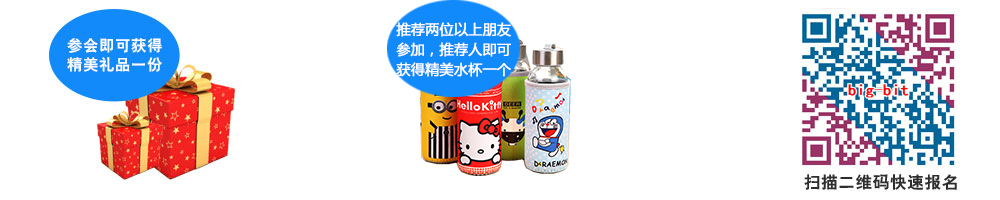 参会即可获得
精美礼品一份
推荐两位以上朋友
参加，推荐人即可
获得精美水杯一个
Hello Kitty
Doraemon
DORAEMON
big-bit
扫描二维码快速报名